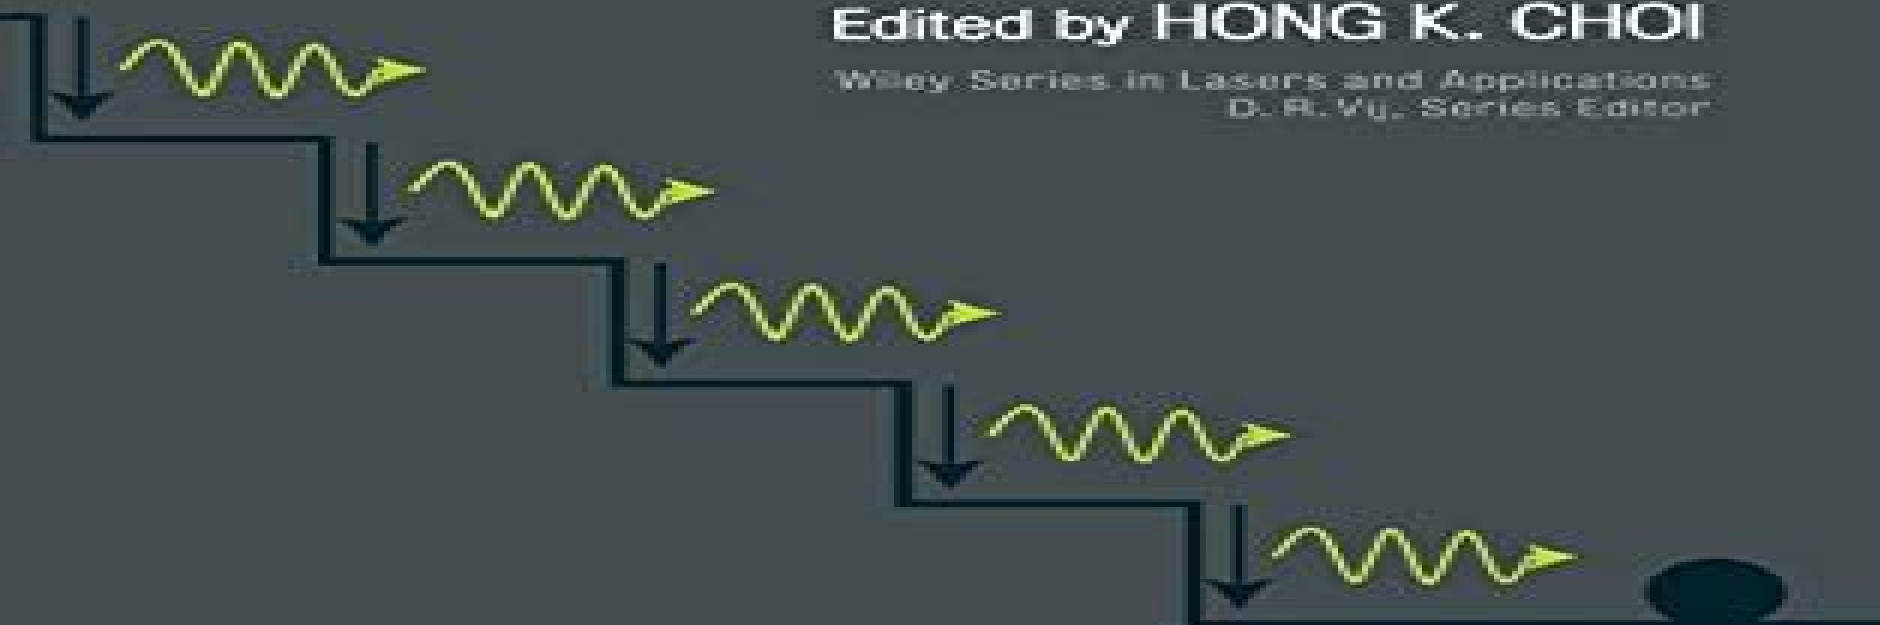 Edited by HONG K. CHOI
Wiley Series in Lasers and Applications
D. R. Vij, Series Editor